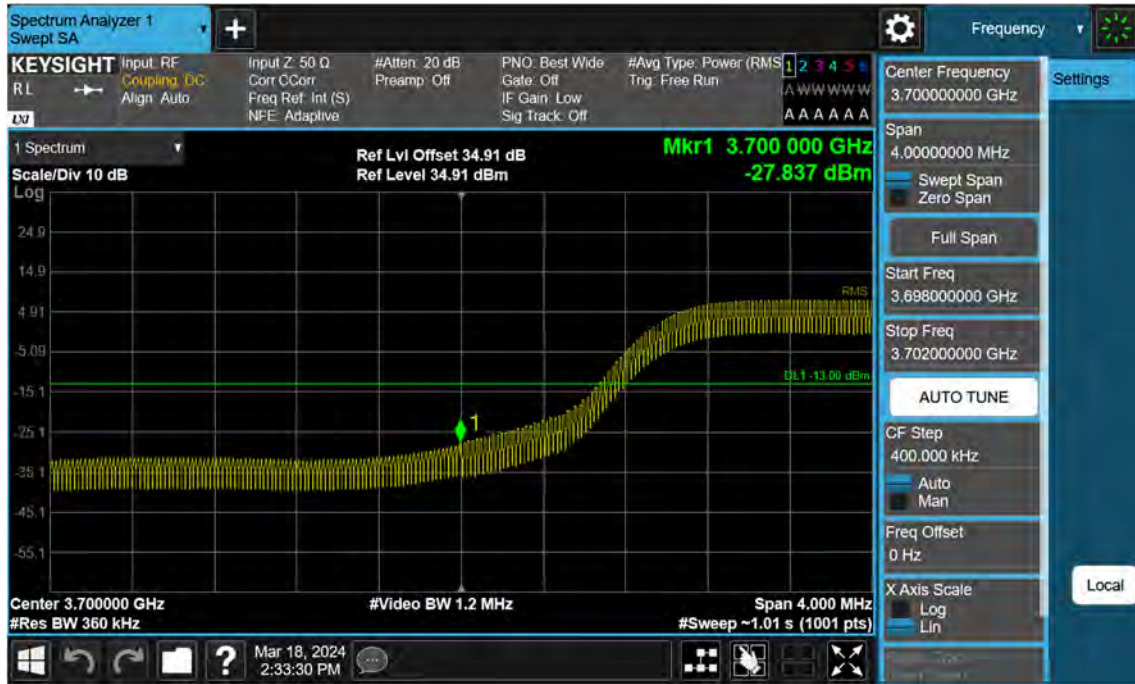 Spectrum Analyzer 1
Swept SA
Frequency
KEYSIGHT
RL
LXI
Input: RF
Coupling: DC
Align: Auto
Input Z: 50 Ω
Corr CCorr
Freq Ref: Int (S)
NFE: Adaptive
#Atten: 20 dB
Preamp: Off
PNO: Best Wide
Gate: Off
IF Gain: Low
Sig Track: Off
#Avg Type: Power (RMS
Trig: Free Run
1 2 3 4 5 6
A W W W W W
A A A A A A
1 Spectrum
Scale/Div 10 dB
Log
Ref Lvl Offset 34.91 dB
Ref Level 34.91 dBm
Mkr1 3.700 000 GHz
-27.837 dBm
24.9
14.9
4.91
-5.09
-15.1
-25.1
-35.1
-45.1
-55.1
RMS
DL1 -13.00 dBm
1
Center 3.700000 GHz
#Res BW 360 kHz
#Video BW 1.2 MHz
Span 4.000 MHz
#Sweep ~1.01 s (1001 pts)
Mar 18, 2024
2:33:30 PM
Center Frequency
3.700000000 GHz
Settings
Span
4.00000000 MHz
Swept Span
Zero Span
Full Span
Start Freq
3.698000000 GHz
Stop Freq
3.702000000 GHz
AUTO TUNE
CF Step
400.000 kHz
Auto
Man
Freq Offset
0 Hz
X Axis Scale
Log
Lin
Local